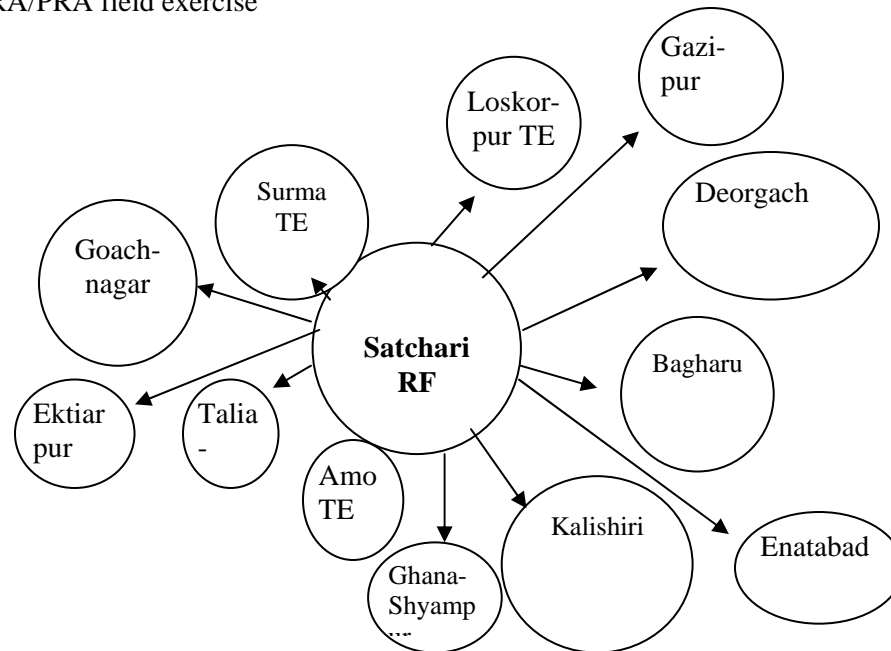 RA/PRA field exercise
Gazi-
pur
Loskor-
pur TE
Deorgach
Surma
TE
Goach-
nagar
Satchari
RF
Bagharu
Ektiar
pur
Talia
-
Amo
TE
Kalishiri
Enatabad
Ghana-
Shyamp